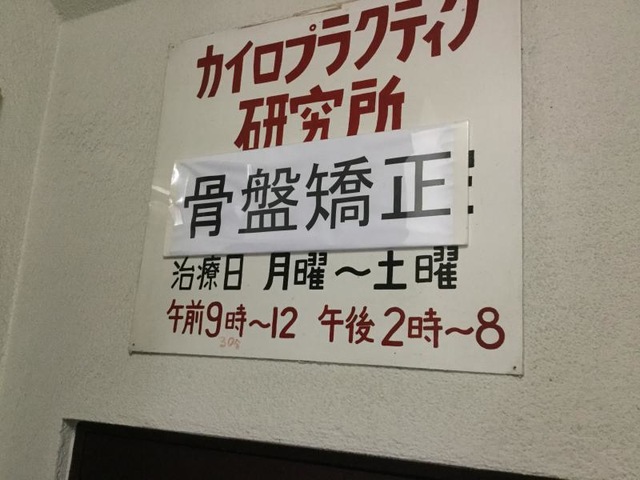 カイロプラクティク
研究所
骨盤矯正
治療日 月曜～土曜
午前9時～12 午後2時～8